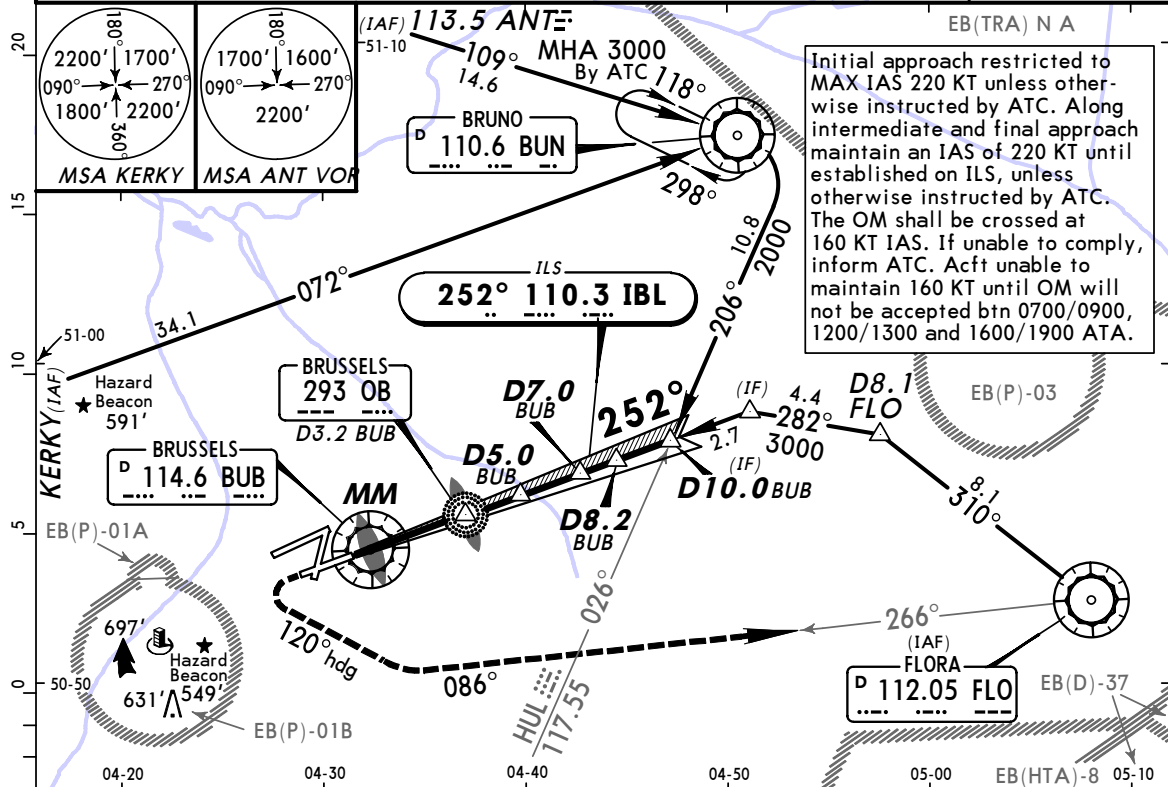 180°
2200' 1700'
090° 270°
1800' 2200'
360°
MSA KERKY
180°
1700' 1600'
090° 270°
2200'
MSA ANT VOR
(IAF) 113.5 ANT
51-10
109°
14.6
MHA 3000
By ATC
118°
298°
BRUNO
D 110.6 BUN
EB(TRA) N A
Initial approach restricted to
MAX IAS 220 KT unless other-
wise instructed by ATC. Along
intermediate and final approach
maintain an IAS of 220 KT until
established on ILS, unless
otherwise instructed by ATC.
The OM shall be crossed at
160 KT IAS. If unable to comply,
inform ATC. Acft unable to
maintain 160 KT until OM will
not be accepted btn 0700/0900,
1200/1300 and 1600/1900 ATA.
20
15
10
5
0
072°
34.1
51-00
KERKY (IAF)
Hazard
Beacon
591'
ILS
252° 110.3 IBL
10.8
2000
206°
BRUSSELS
293 OB
D3.2 BUB
BRUSSELS
D 114.6 BUB
MM
D5.0
BUB
D7.0
BUB
252°
D8.2
BUB
(IF)
D10.0 BUB
(IF)
2.7
4.4
282°
3000
D8.1
FLO
8.1
310°
EB(P)-03
EB(P)-01A
697'
Hazard
Beacon
549'
631'
EB(P)-01B
50-50
120° hdg
086°
026°
HUL
117.55
266°
(IAF)
FLORA
D 112.05 FLO
EB(D)-37
EB(HTA)-8
04-20
04-30
04-40
04-50
05-00
05-10